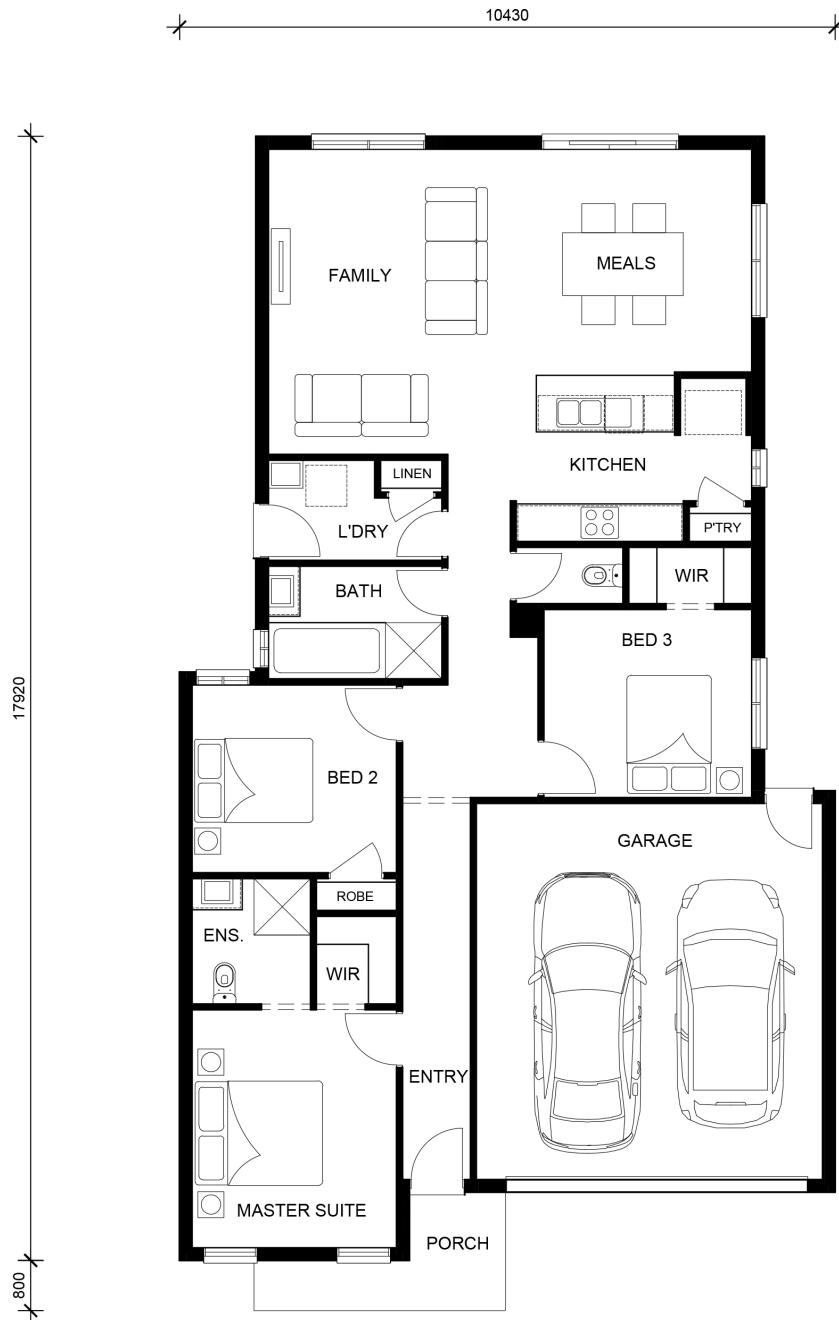 10430
FAMILY
MEALS
KITCHEN
LINEN
L'DRY
P'TRY
BATH
WIR
BED 3
17920
BED 2
GARAGE
ROBE
ENS.
WIR
ENTRY
MASTER SUITE
PORCH
800